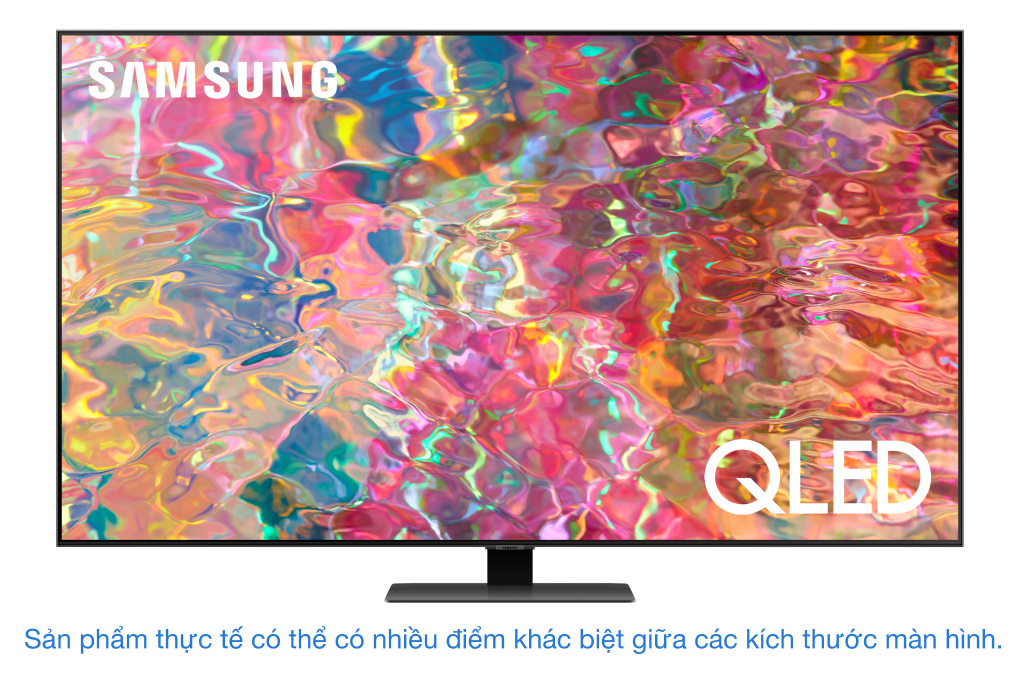 SAMSUNG
QLED
Sản phẩm thực tế có thể có nhiều điểm khác biệt giữa các kích thước màn hình.